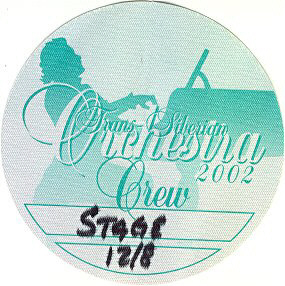 Trans-Siberian
Orchestra
2002
Crew
STAGE
12/8